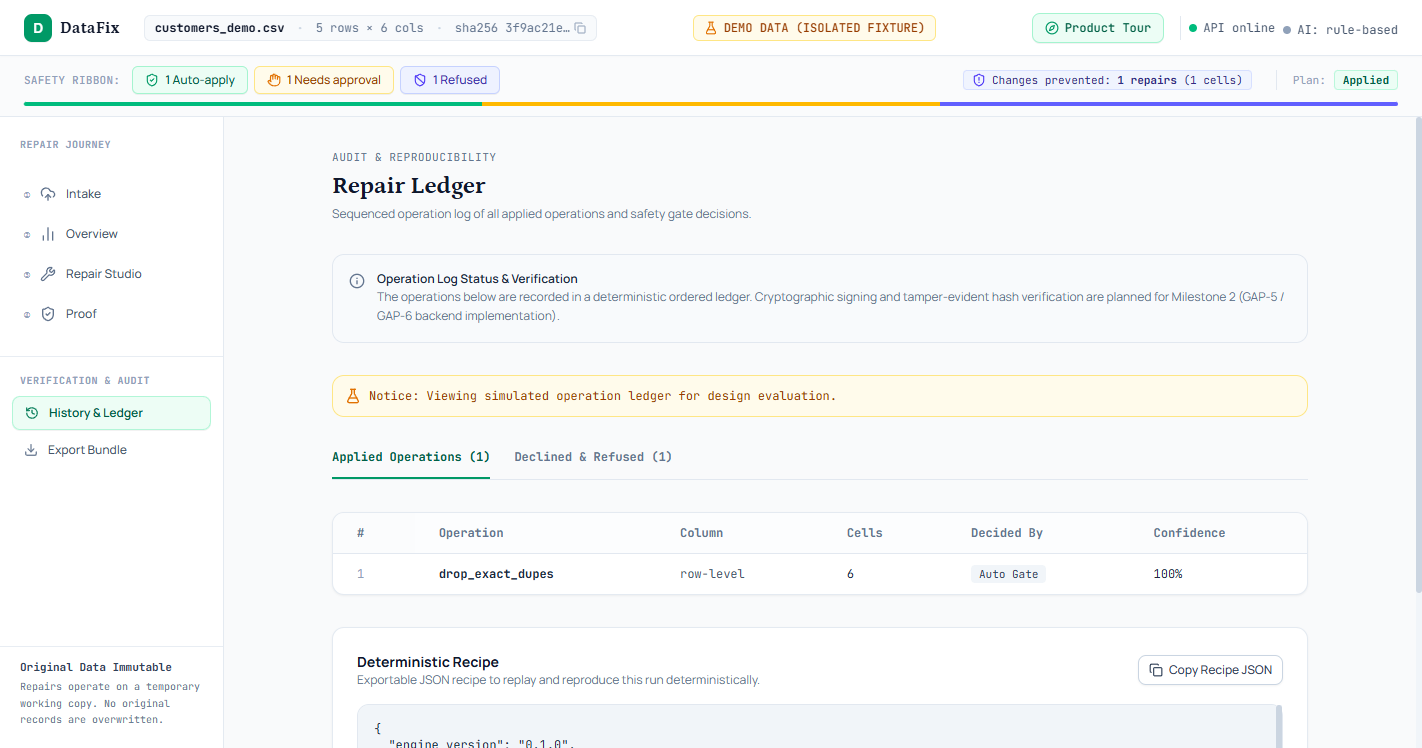 D DataFix
customers_demo.csv · 5 rows × 6 cols · sha256 3f9ac21e…
DEMO DATA (ISOLATED FIXTURE)
Product Tour
API online
AI: rule-based
SAFETY RIBBON:
1 Auto-apply
1 Needs approval
1 Refused
Changes prevented: 1 repairs (1 cells)
Plan: Applied
REPAIR JOURNEY
Intake
Overview
Repair Studio
Proof
VERIFICATION & AUDIT
History & Ledger
Export Bundle
Original Data Immutable
Repairs operate on a temporary
working copy. No original
records are overwritten.
AUDIT & REPRODUCIBILITY
Repair Ledger
Sequenced operation log of all applied operations and safety gate decisions.
Operation Log Status & Verification
The operations below are recorded in a deterministic ordered ledger. Cryptographic signing and tamper-evident hash verification are planned for Milestone 2 (GAP-5 /
GAP-6 backend implementation).
Notice: Viewing simulated operation ledger for design evaluation.
Applied Operations (1)
Declined & Refused (1)
# Operation Column Cells Decided By Confidence
1 drop_exact_dupes row-level 6 Auto Gate 100%
Deterministic Recipe
Exportable JSON recipe to replay and reproduce this run deterministically.
Copy Recipe JSON
{
"engine_version": "0.1.0",